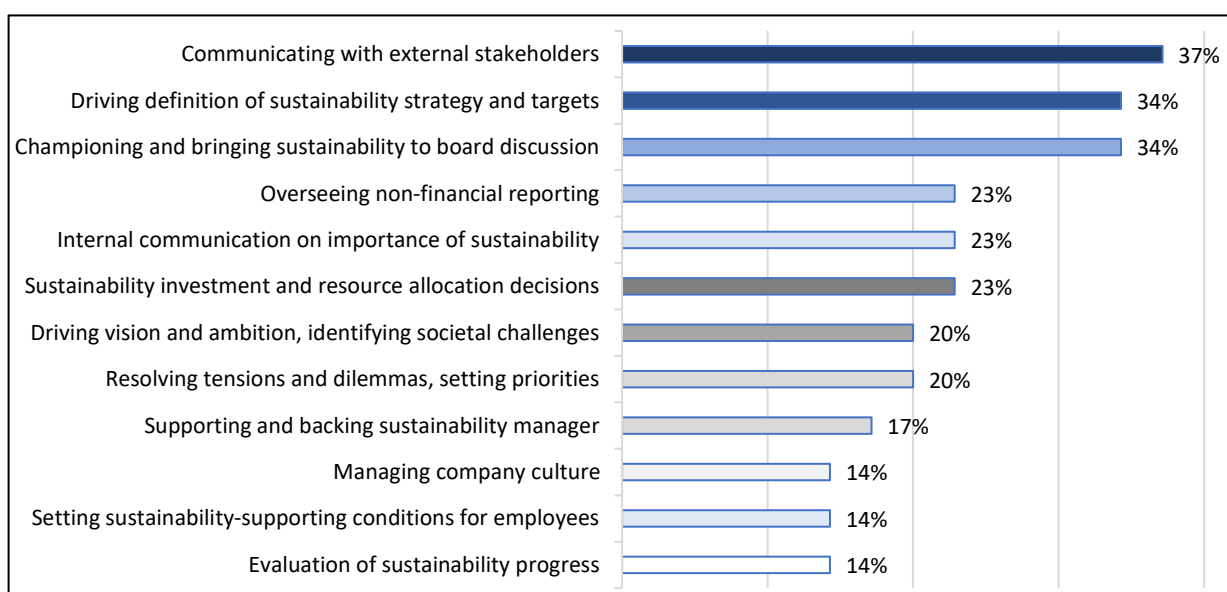 Communicating with external stakeholders 37%
Driving definition of sustainability strategy and targets 34%
Championing and bringing sustainability to board discussion 34%
Overseeing non-financial reporting 23%
Internal communication on importance of sustainability 23%
Sustainability investment and resource allocation decisions 23%
Driving vision and ambition, identifying societal challenges 20%
Resolving tensions and dilemmas, setting priorities 20%
Supporting and backing sustainability manager 17%
Managing company culture 14%
Setting sustainability-supporting conditions for employees 14%
Evaluation of sustainability progress 14%